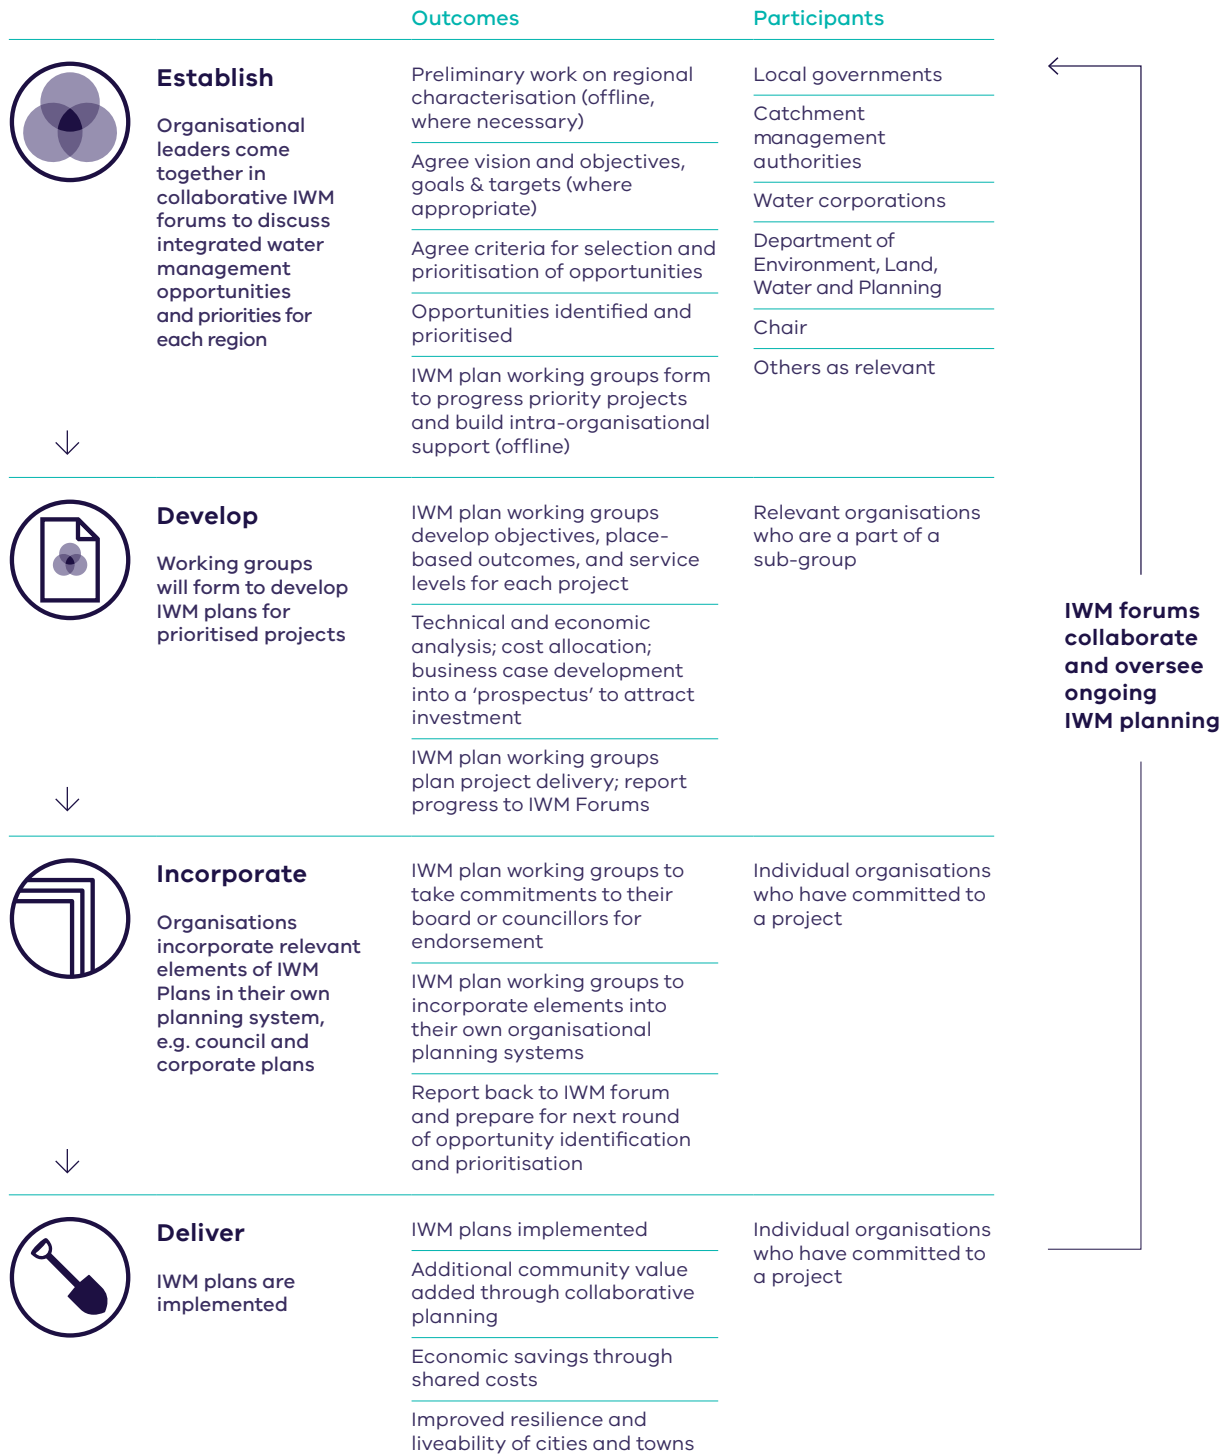 Outcomes
Participants
Establish
Organisational
leaders come
together in
collaborative IWM
forums to discuss
integrated water
management
opportunities
and priorities for
each region
Preliminary work on regional
characterisation (offline,
where necessary)
Agree vision and objectives,
goals & targets (where
appropriate)
Agree criteria for selection and
prioritisation of opportunities
Opportunities identified and
prioritised
IWM plan working groups form
to progress priority projects
and build intra-organisational
support (offline)
Local governments
Catchment
management
authorities
Water corporations
Department of
Environment, Land,
Water and Planning
Chair
Others as relevant
Develop
Working groups
will form to develop
IWM plans for
prioritised projects
IWM plan working groups
develop objectives, place-
based outcomes, and service
levels for each project
Technical and economic
analysis; cost allocation;
business case development
into a ‘prospectus’ to attract
investment
IWM plan working groups
plan project delivery; report
progress to IWM Forums
Relevant organisations
who are a part of a
sub-group
Incorporate
Organisations
incorporate relevant
elements of IWM
Plans in their own
planning system,
e.g. council and
corporate plans
IWM plan working groups to
take commitments to their
board or councillors for
endorsement
IWM plan working groups to
incorporate elements into
their own organisational
planning systems
Report back to IWM forum
and prepare for next round
of opportunity identification
and prioritisation
Individual organisations
who have committed to
a project
Deliver
IWM plans are
implemented
IWM plans implemented
Additional community value
added through collaborative
planning
Economic savings through
shared costs
Improved resilience and
liveability of cities and towns
Individual organisations
who have committed to
a project
IWM forums
collaborate
and oversee
ongoing
IWM planning